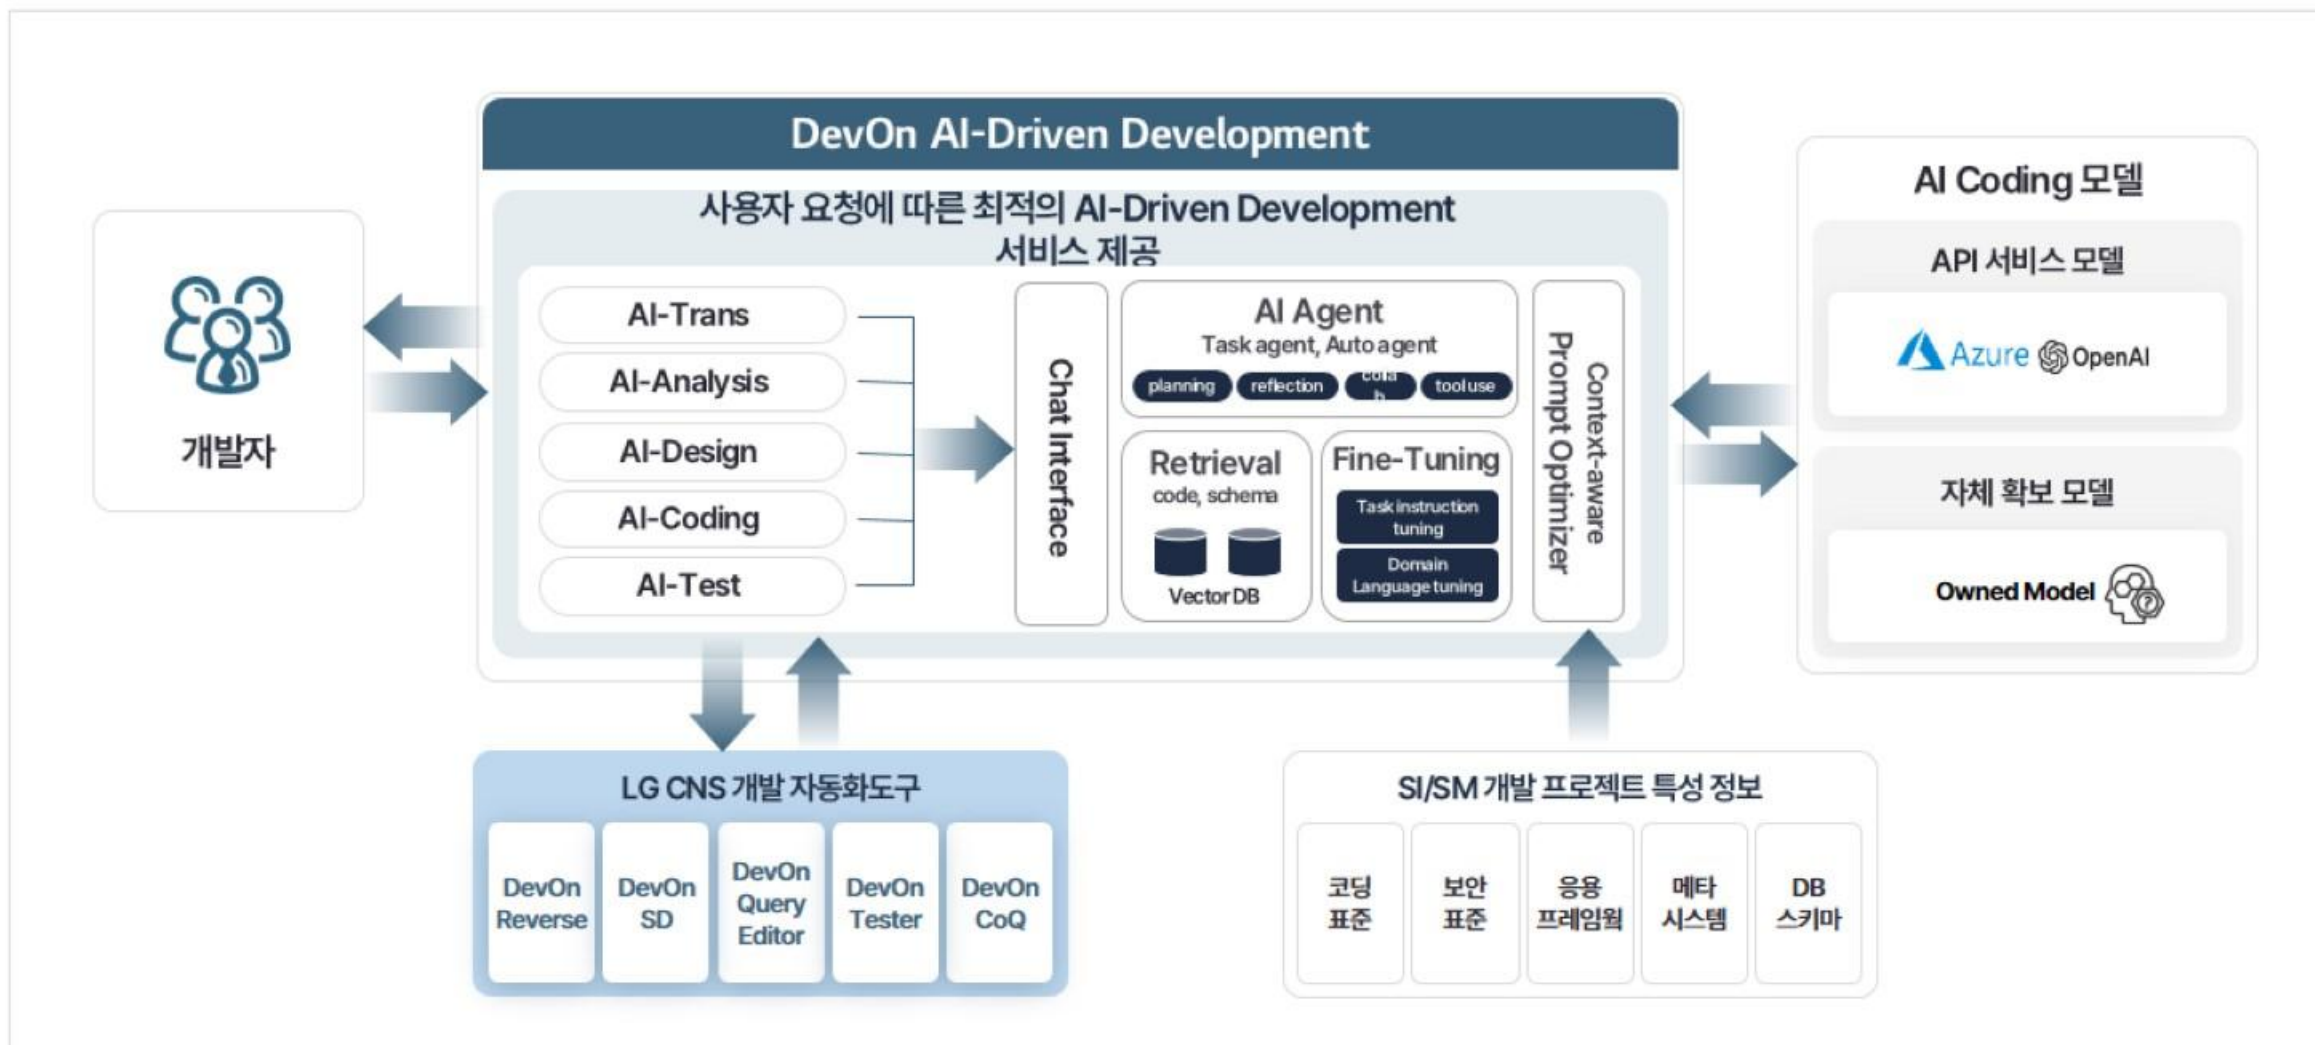 DevOn AI-Driven Development
사용자 요청에 따른 최적의 AI-Driven Development
서비스 제공
개발자
AI-Trans
AI-Analysis
AI-Design
AI-Coding
AI-Test
Chat Interface
AI Agent
Task agent, Auto agent
planning
reflection
colla
b
tool use
Retrieval
code, schema
Vector DB
Fine-Tuning
Task instruction
tuning
Domain
Language tuning
Context-aware
Prompt Optimizer
AI Coding 모델
API 서비스 모델
Azure OpenAI
자체 확보 모델
Owned Model
LG CNS 개발 자동화도구
DevOn
Reverse
DevOn
SD
DevOn
Query
Editor
DevOn
Tester
DevOn
CoQ
SI/SM 개발 프로젝트 특성 정보
코딩
표준
보안
표준
응용
프레임웍
메타
시스템
DB
스키마